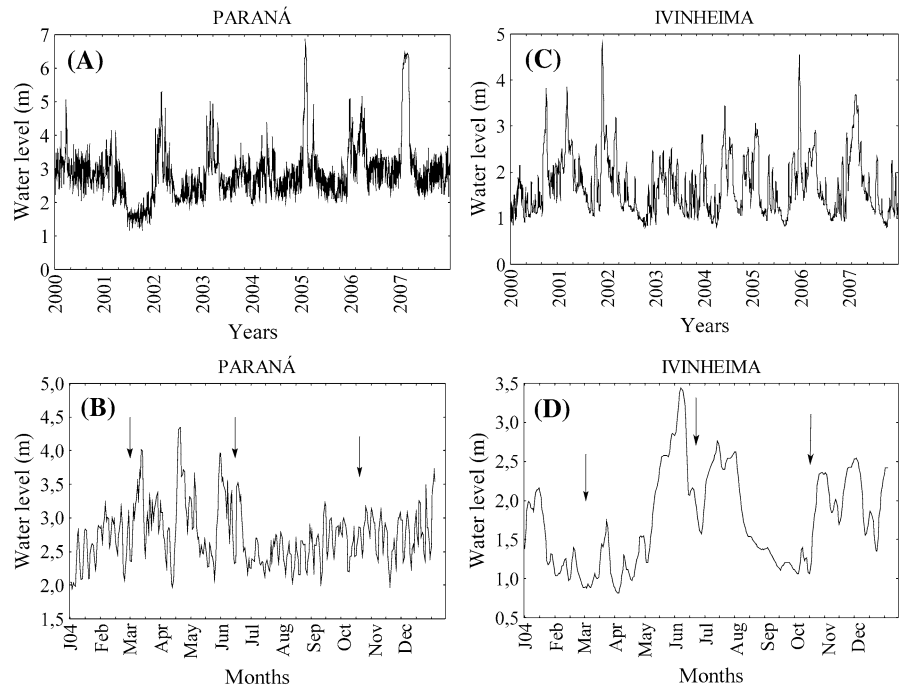 PARANÁ
(A)
Water level (m)
7
6
5
4
3
2
1
0
2000
2001
2002
2003
2004
2005
2006
2007
Years
IVINHEIMA
(C)
Water level (m)
5
4
3
2
1
0
2000
2001
2002
2003
2004
2005
2006
2007
Years
PARANÁ
(B)
Water level (m)
5,0
4,5
4,0
3,5
3,0
2,5
2,0
1,5
J04
Feb
Mar
Apr
May
Jun
Jul
Aug
Sep
Oct
Nov
Dec
Months
IVINHEIMA
(D)
Water level (m)
3,5
3,0
2,5
2,0
1,5
1,0
0,5
J04
Feb
Mar
Apr
May
Jun
Jul
Aug
Sep
Oct
Nov
Dec
Months